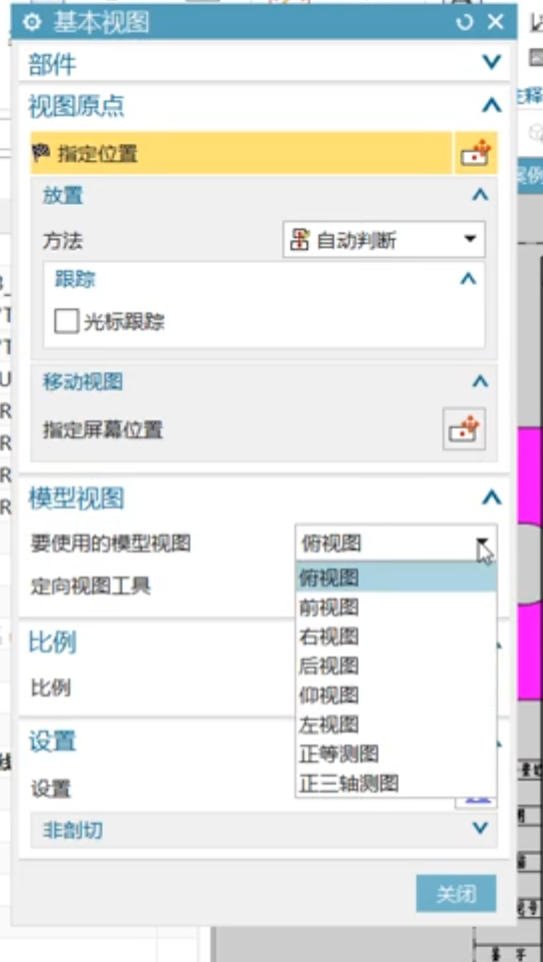 基本视图
部件
视图原点
指定位置
放置
方法 自动判断
跟踪
光标跟踪
移动视图
指定屏幕位置
模型视图
要使用的模型视图 俯视图
定向视图工具 俯视图
前视图
右视图
后视图
仰视图
左视图
正等测图
正三轴测图
比例
比例
设置
设置
非剖切
关闭